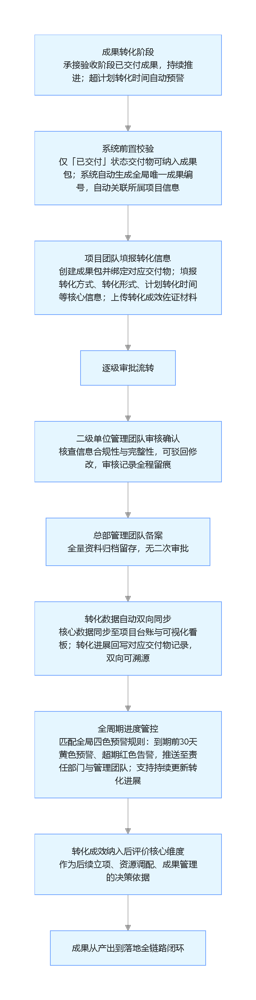 成果转化阶段
承接验收阶段已交付成果，持续推
进；超计划转化时间自动预警
系统前置校验
仅「已交付」状态交付物可纳入成果
包；系统自动生成全局唯一成果编
号，自动关联所属项目信息
项目团队填报转化信息
创建成果包并绑定对应交付物；填报
转化方式、转化形式、计划转化时间
等核心信息；上传转化成效佐证材料
逐级审批流转
二级单位管理团队审核确认
核查信息合规性与完整性，可驳回修
改，审核记录全程留痕
总部管理团队备案
全量资料归档留存，无二次审批
转化数据自动双向同步
核心数据同步至项目台账与可视化看
板；转化进展回写对应交付物记录，
双向可溯源
全周期进度管控
匹配全局四色预警规则：到期前30天
黄色预警、超期红色告警，推送至责
任部门与管理团队；支持持续更新转
化进展
转化成效纳入后评价核心维度
作为后续立项、资源调配、成果管理
的决策依据
成果从产出到落地全链路闭环